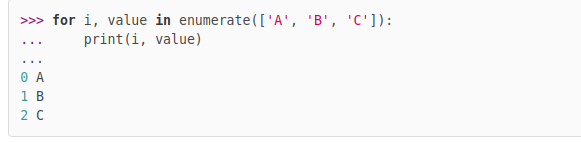 >>> for i, value in enumerate(['A', 'B', 'C']):
...     print(i, value)
...
0 A
1 B
2 C